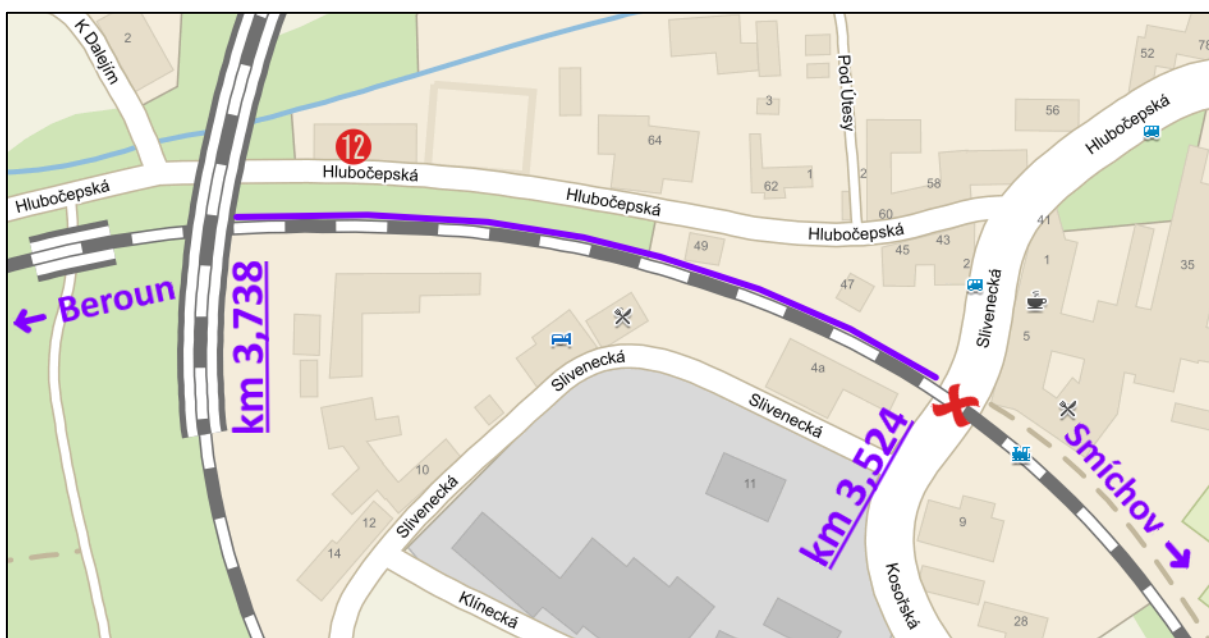 K Dalejím
2
12
Hlubočepská
Hlubočepská
Hlubočepská
Hlubočepská
Hlubočepská
Pod Útesy
3
64
62
1
2
60
58
56
52
78
49
47
45
43
2
41
1
35
5
Slivenecká
← Beroun
km 3,738
km 3,524
Smíchov →
4a
Slivenecká
Slivenecká
Slivenecká
10
12
14
11
9
28
Klínecká
Kosořská